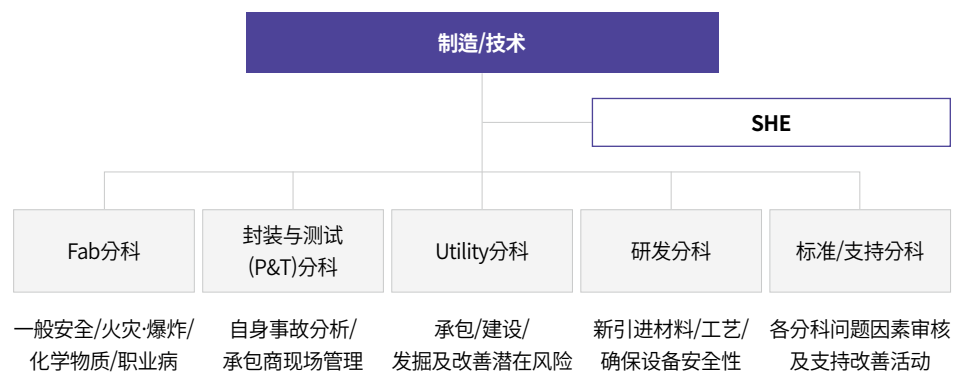 制造/技术
SHE
Fab分科
封装与测试
(P&T)分科
Utility分科
研发分科
标准/支持分科
一般安全/火灾·爆炸/
化学物质/职业病
自身事故分析/
承包商现场管理
承包/建设/
发掘及改善潜在风险
新引进材料/工艺/
确保设备安全性
各分科问题因素审核
及支持改善活动